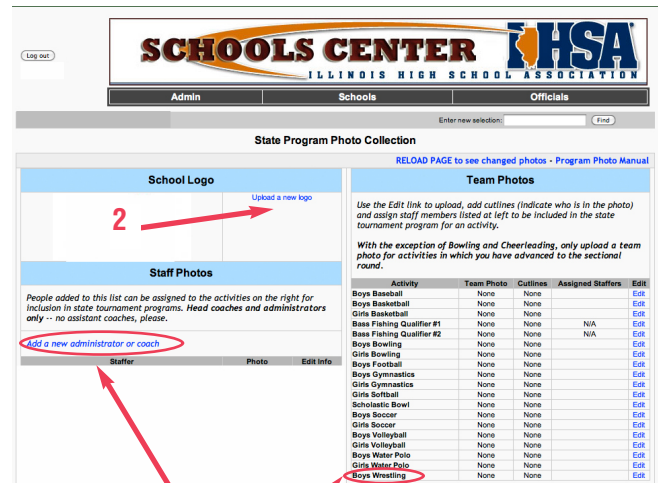 Log out
SCHOOLS CENTER IHSA
ILLINOIS HIGH SCHOOL ASSOCIATION
Admin Schools Officials
Enter new selection: Find
State Program Photo Collection
RELOAD PAGE to see changed photos - Program Photo Manual
School Logo
Upload a new logo
2
Staff Photos
People added to this list can be assigned to the activities on the right for
inclusion in state tournament programs. Head coaches and administrators
only -- no assistant coaches, please.
Add a new administrator or coach
Staffer Photo Edit Info
Team Photos
Use the Edit link to upload, add cutlines (indicate who is in the photo)
and assign staff members listed at left to be included in the state
tournament program for an activity.
With the exception of Bowling and Cheerleading, only upload a team
photo for activities in which you have advanced to the sectional
round.
Activity Team Photo Cutlines Assigned Staffers Edit
Boys Baseball None None Edit
Boys Basketball None None Edit
Girls Basketball None None Edit
Bass Fishing Qualifier #1 None None N/A Edit
Bass Fishing Qualifier #2 None None N/A Edit
Boys Bowling None None Edit
Girls Bowling None None Edit
Boys Football None None Edit
Boys Gymnastics None None Edit
Girls Gymnastics None None Edit
Girls Softball None None Edit
Scholastic Bowl None None Edit
Boys Soccer None None Edit
Girls Soccer None None Edit
Boys Volleyball None None Edit
Girls Volleyball None None Edit
Boys Water Polo None None Edit
Girls Water Polo None None Edit
Boys Wrestling None None Edit